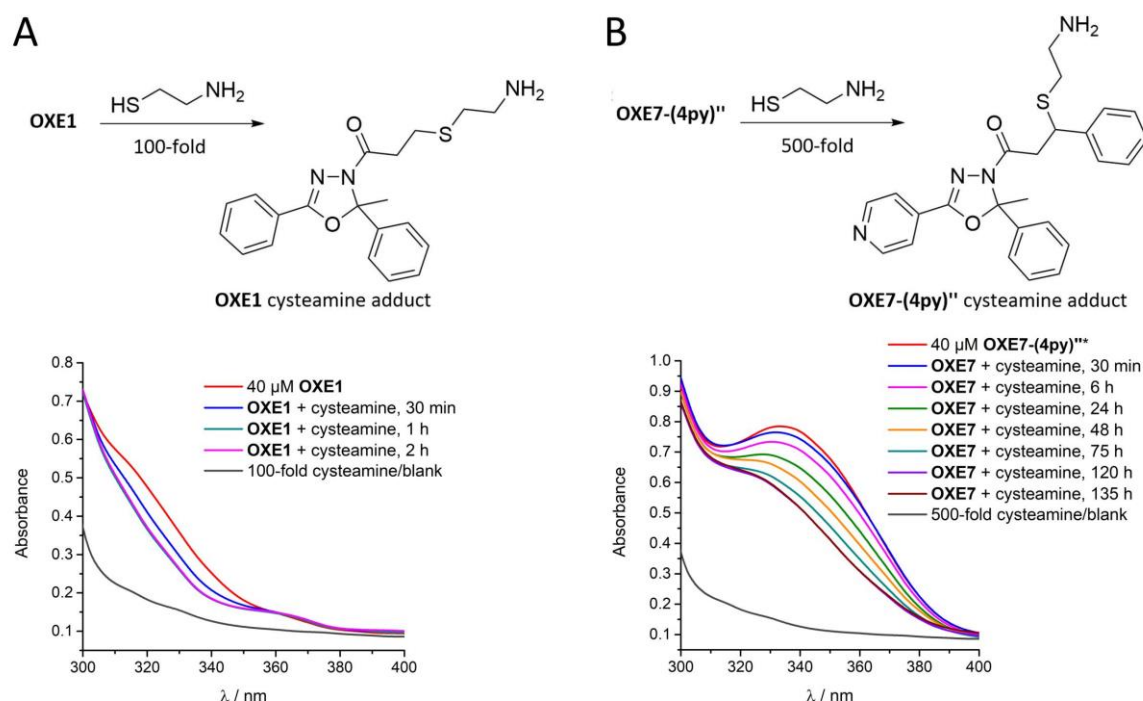 A
HS
NH2
OXE1
100-fold
NH2
S
O
N
N
O
OXE1 cysteamine adduct
0.8
0.7
0.6
0.5
0.4
0.3
0.2
0.1
Absorbance
300
320
340
360
380
400
λ / nm
40 µM OXE1
OXE1 + cysteamine, 30 min
OXE1 + cysteamine, 1 h
OXE1 + cysteamine, 2 h
100-fold cysteamine/blank
B
HS
NH2
OXE7-(4py)''
500-fold
NH2
S
O
N
N
O
N
OXE7-(4py)'' cysteamine adduct
1.0
0.9
0.8
0.7
0.6
0.5
0.4
0.3
0.2
0.1
Absorbance
300
320
340
360
380
400
λ / nm
40 µM OXE7-(4py)''*
OXE7 + cysteamine, 30 min
OXE7 + cysteamine, 6 h
OXE7 + cysteamine, 24 h
OXE7 + cysteamine, 48 h
OXE7 + cysteamine, 75 h
OXE7 + cysteamine, 120 h
OXE7 + cysteamine, 135 h
500-fold cysteamine/blank